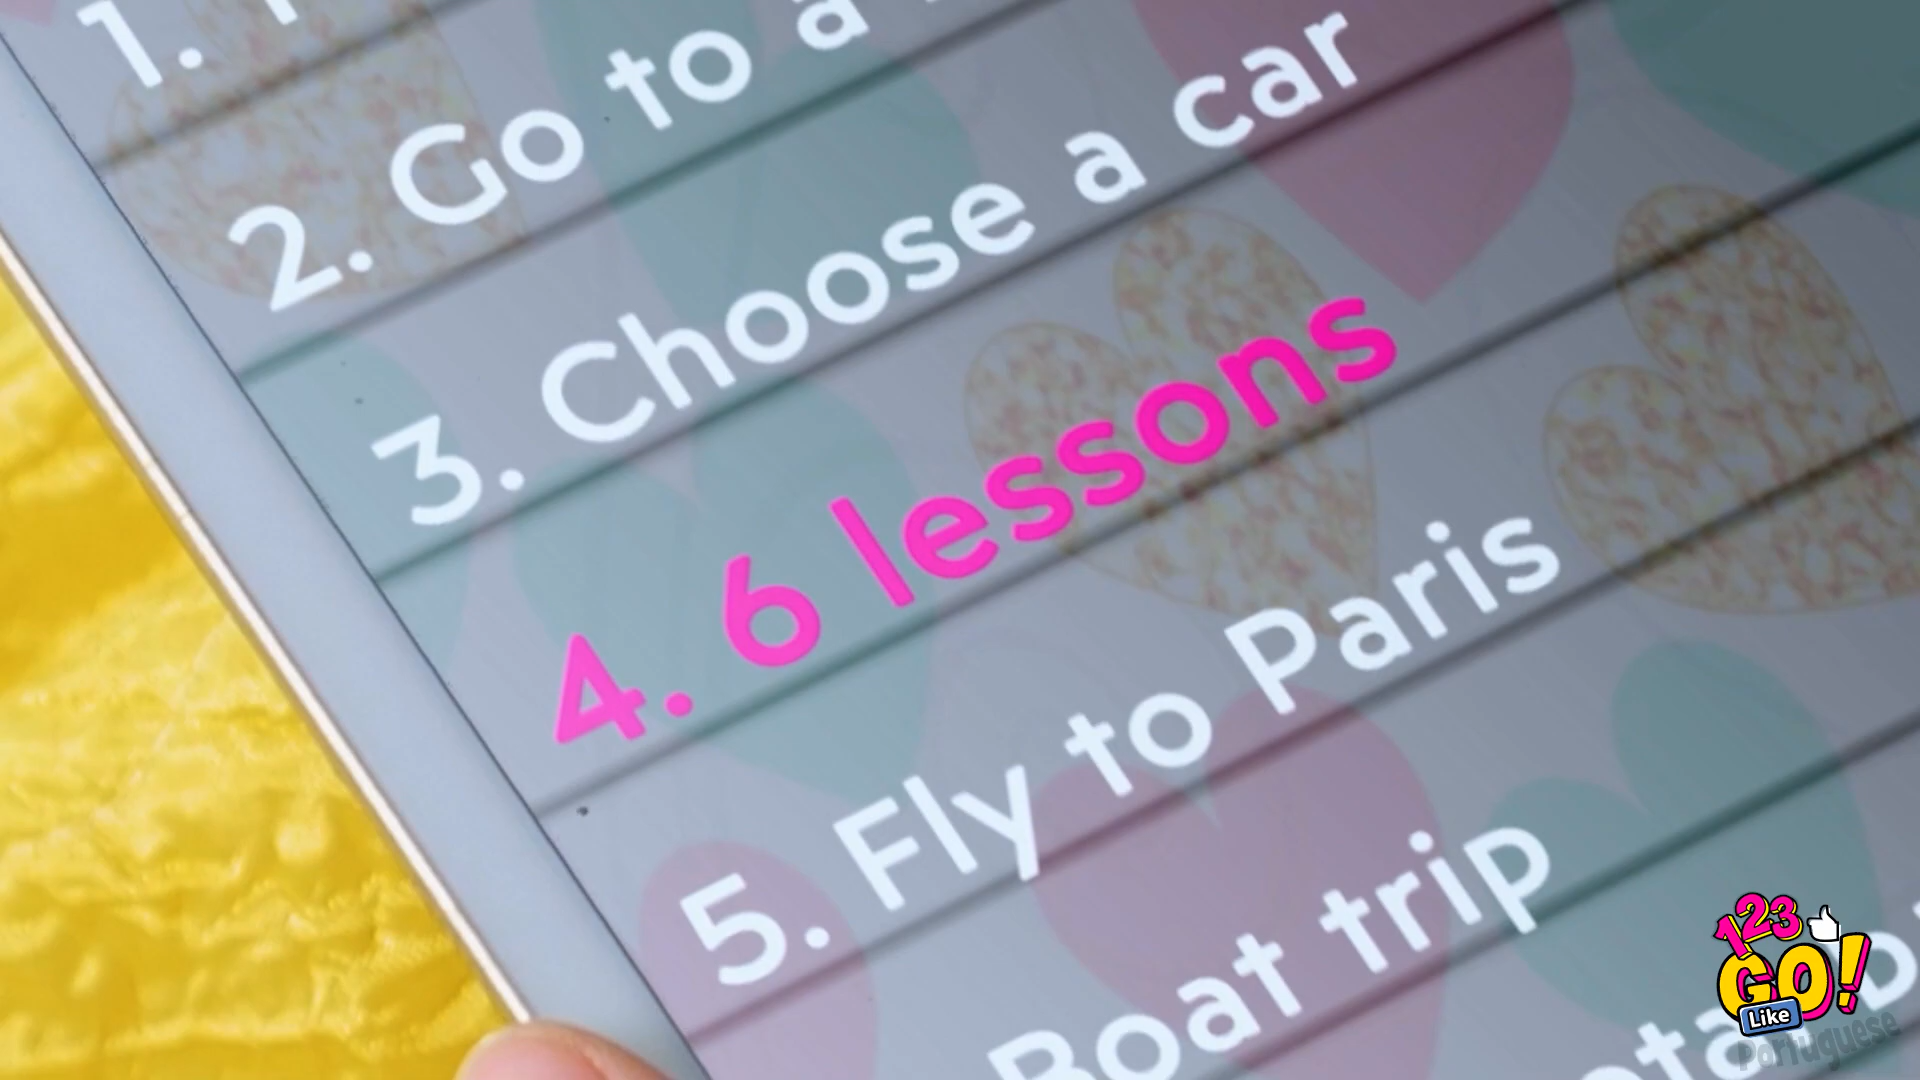 1.
2. Go to a
3. Choose a car
4. 6 lessons
5. Fly to Paris
Boat trip
123
GO!
Like
Portuguese